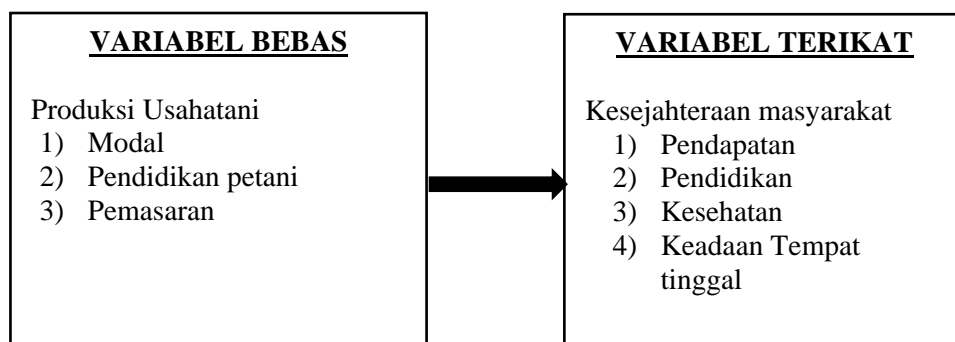 VARIABEL BEBAS
Produksi Usahatani
1) Modal
2) Pendidikan petani
3) Pemasaran
VARIABEL TERIKAT
Kesejahteraan masyarakat
1) Pendapatan
2) Pendidikan
3) Kesehatan
4) Keadaan Tempat
tinggal